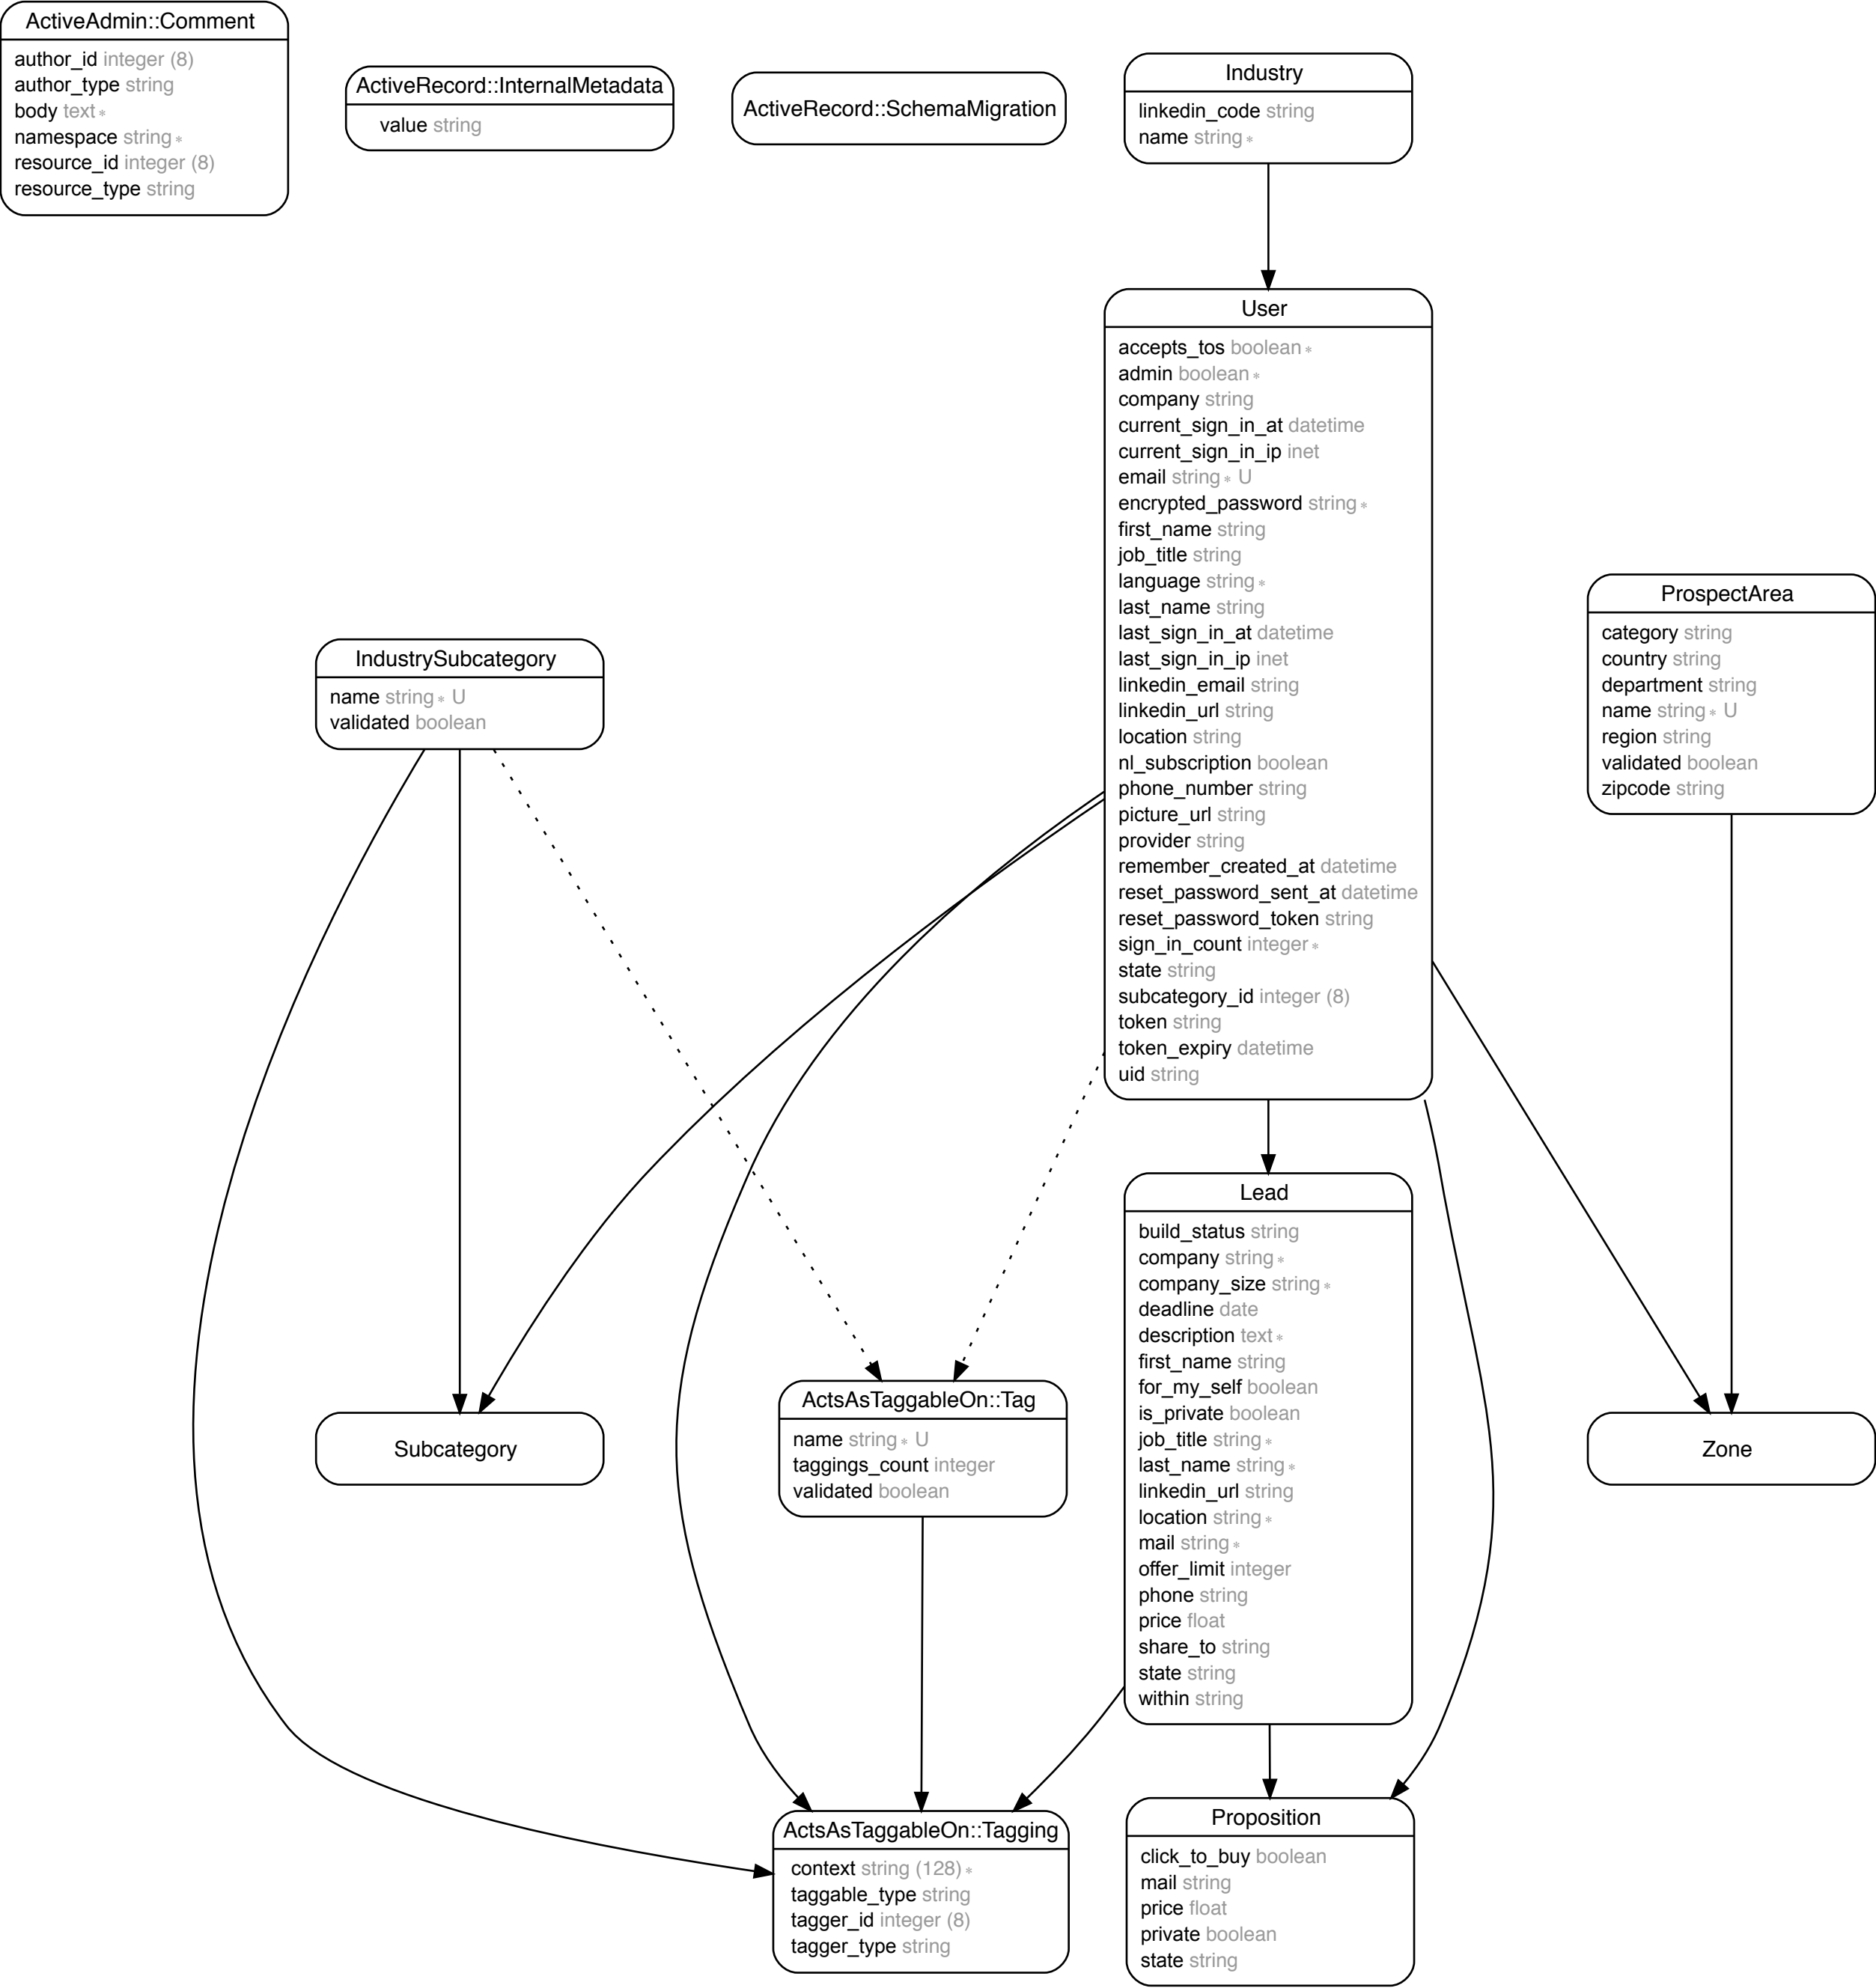 ActiveAdmin::Comment
author_id integer (8)
author_type string
body text ∗
namespace string ∗
resource_id integer (8)
resource_type string
ActiveRecord::InternalMetadata
value string
ActiveRecord::SchemaMigration
Industry
linkedin_code string
name string ∗
User
accepts_tos boolean ∗
admin boolean ∗
company string
current_sign_in_at datetime
current_sign_in_ip inet
email string ∗ U
encrypted_password string ∗
first_name string
job_title string
language string ∗
last_name string
last_sign_in_at datetime
last_sign_in_ip inet
linkedin_email string
linkedin_url string
location string
nl_subscription boolean
phone_number string
picture_url string
provider string
remember_created_at datetime
reset_password_sent_at datetime
reset_password_token string
sign_in_count integer ∗
state string
subcategory_id integer (8)
token string
token_expiry datetime
uid string
ProspectArea
category string
country string
department string
name string ∗ U
region string
validated boolean
zipcode string
IndustrySubcategory
name string ∗ U
validated boolean
Lead
build_status string
company string ∗
company_size string ∗
deadline date
description text ∗
first_name string
for_my_self boolean
is_private boolean
job_title string ∗
last_name string ∗
linkedin_url string
location string ∗
mail string ∗
offer_limit integer
phone string
price float
share_to string
state string
within string
Subcategory
ActsAsTaggableOn::Tag
name string ∗ U
taggings_count integer
validated boolean
Zone
ActsAsTaggableOn::Tagging
context string (128) ∗
taggable_type string
tagger_id integer (8)
tagger_type string
Proposition
click_to_buy boolean
mail string
price float
private boolean
state string